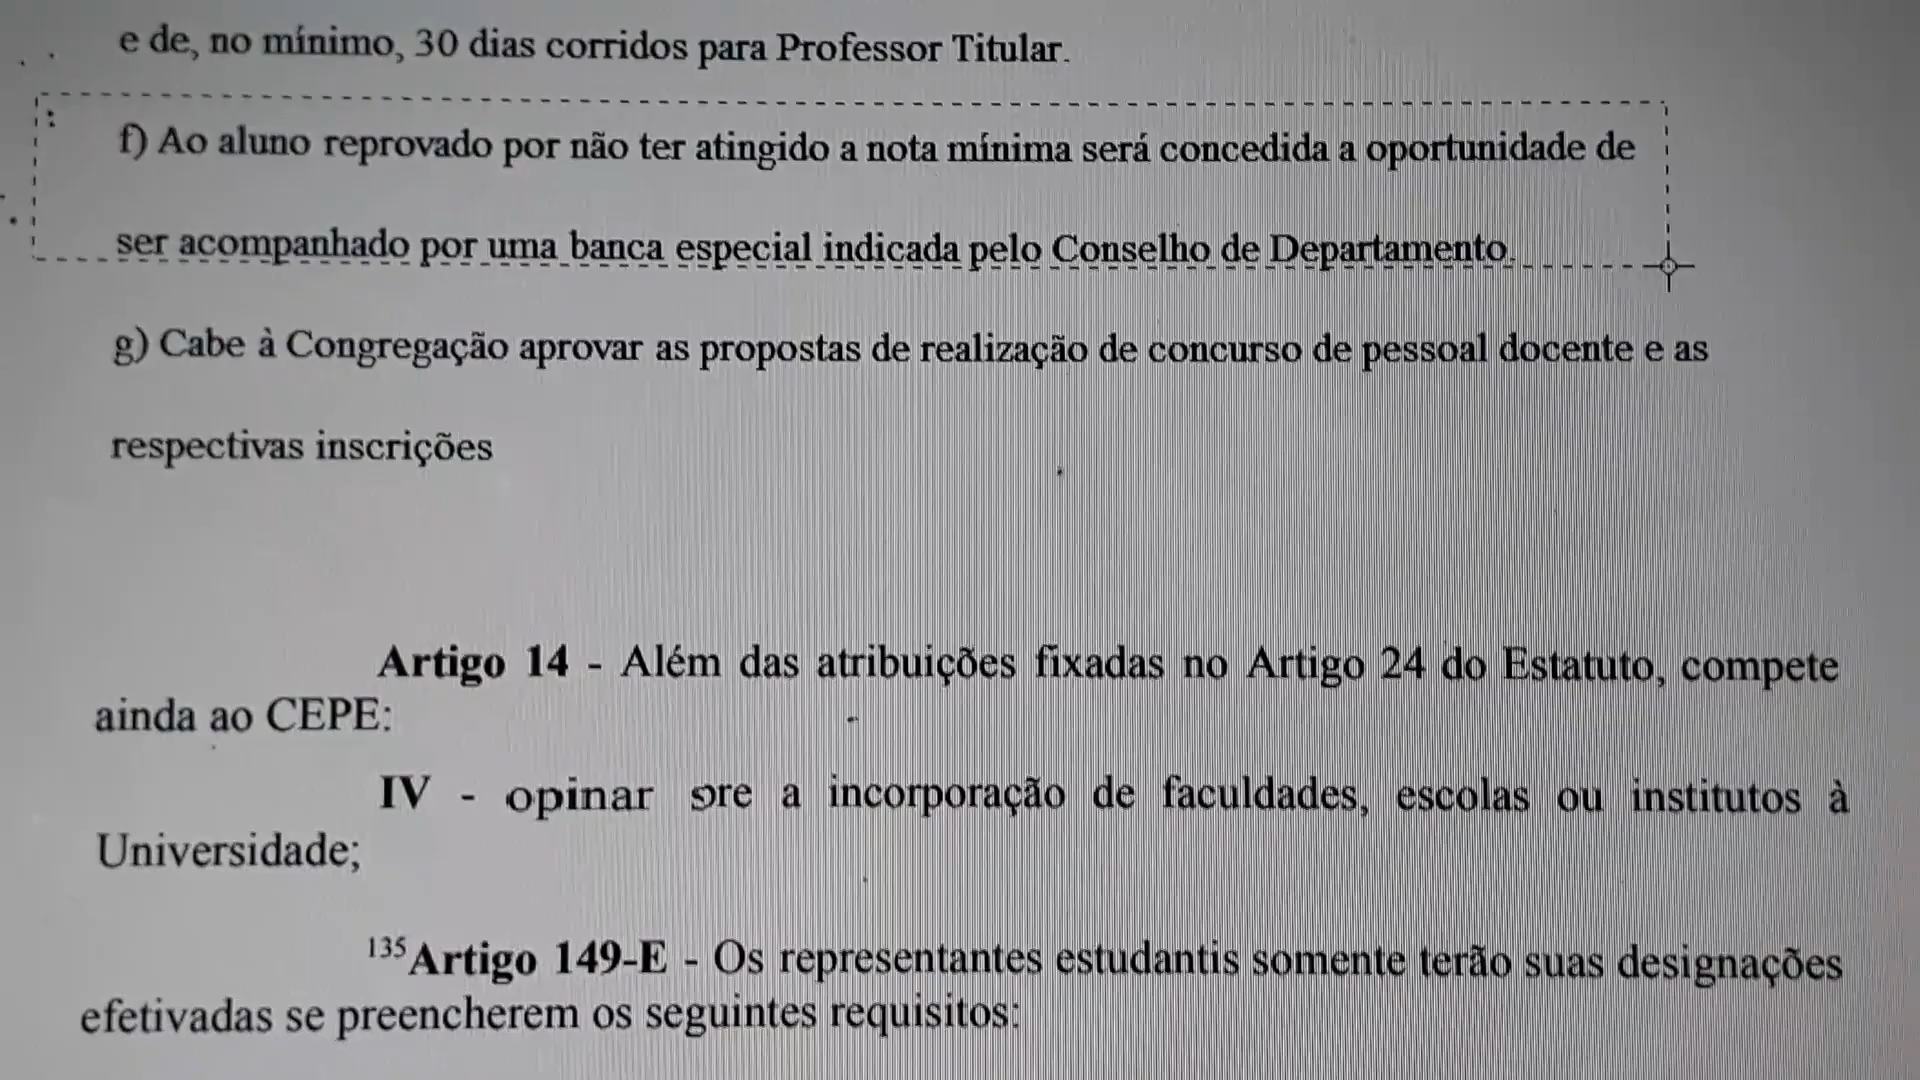 e de, no mínimo, 30 dias corridos para Professor Titular.
f) Ao aluno reprovado por não ter atingido a nota mínima será concedida a oportunidade de
ser acompanhado por uma banca especial indicada pelo Conselho de Departamento.
g) Cabe à Congregação aprovar as propostas de realização de concurso de pessoal docente e as
respectivas inscrições
Artigo 14 - Além das atribuições fixadas no Artigo 24 do Estatuto, compete
ainda ao CEPE:
IV - opinar sre a incorporação de faculdades, escolas ou institutos à
Universidade;
135Artigo 149-E - Os representantes estudantis somente terão suas designações
efetivadas se preencherem os seguintes requisitos: